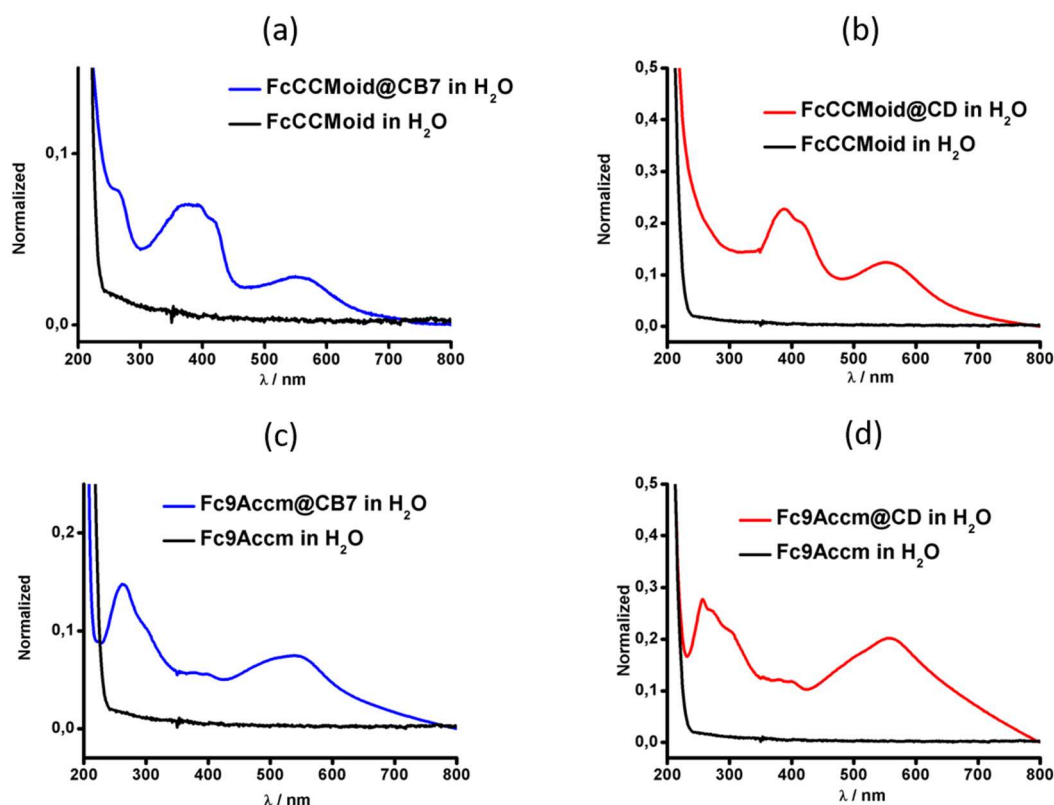 (a)
FcCCMoid@CB7 in H₂O
FcCCMoid in H₂O
Normalized
0,1
0,0
200 300 400 500 600 700 800
λ / nm
(b)
FcCCMoid@CD in H₂O
FcCCMoid in H₂O
Normalized
0,5
0,4
0,3
0,2
0,1
0,0
200 300 400 500 600 700 800
λ / nm
(c)
Fc9Accm@CB7 in H₂O
Fc9Accm in H₂O
Normalized
0,2
0,1
0,0
200 300 400 500 600 700 800
λ / nm
(d)
Fc9Accm@CD in H₂O
Fc9Accm in H₂O
Normalized
0,5
0,4
0,3
0,2
0,1
0,0
200 300 400 500 600 700 800
λ / nm